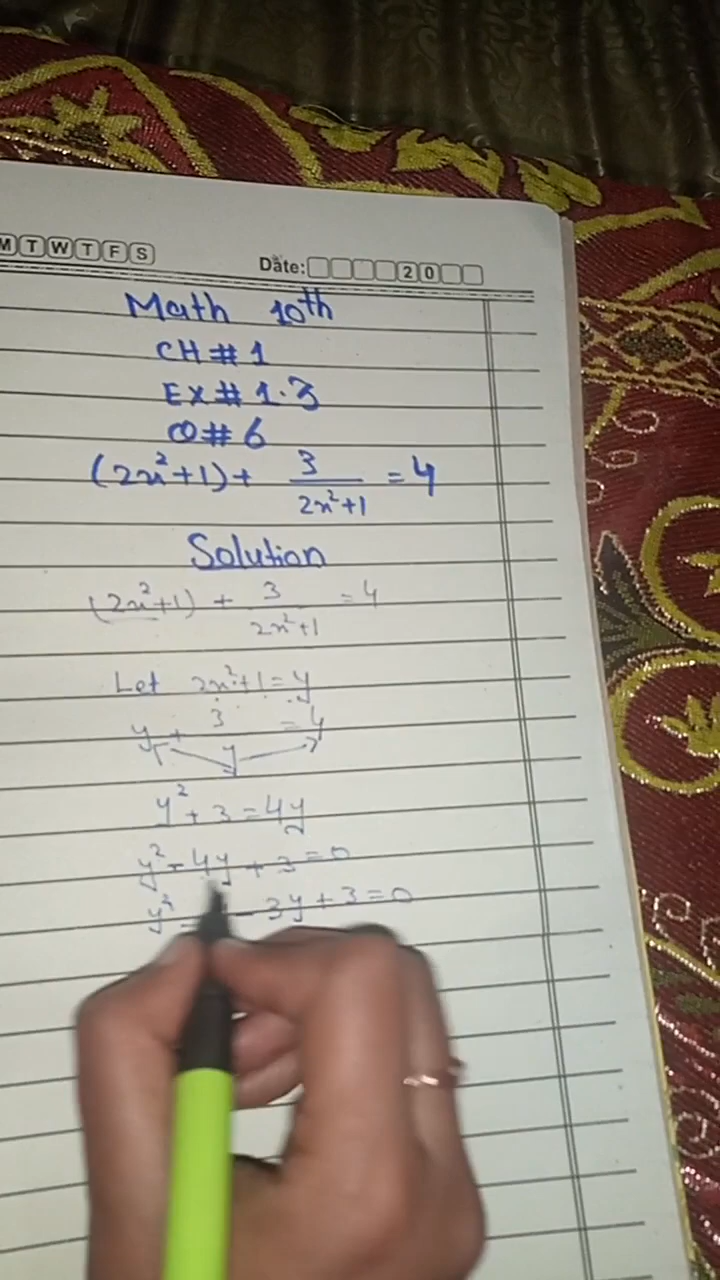 M T W T F S
Date: 2 0
Math 10th
CH # 1
EX # 1.3
Q # 6
(2x²+1) + 3/(2x²+1) = 4
Solution
(2x²+1) + 3/(2x²+1) = 4
Let 2x²+1 = y
y + 3/y = 4
y² + 3 = 4y
y² - 4y + 3 = 0
y² - 3y + 3 = 0